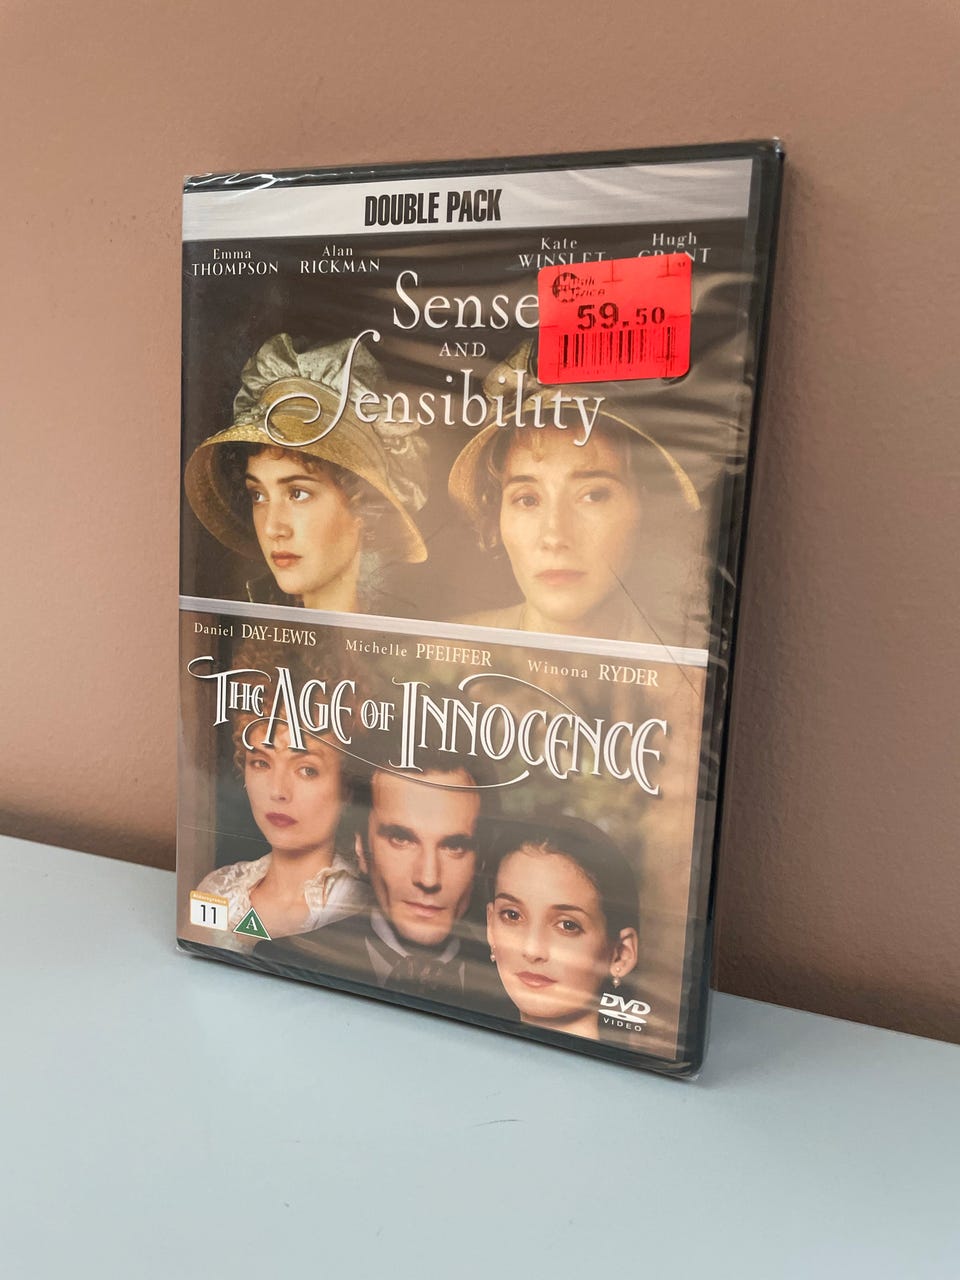 DOUBLE PACK
Emma THOMPSON
Alan RICKMAN
Kate WINSLET
Hugh
59.50
Sense
AND
Sensibility
Daniel DAY-LEWIS
Michelle PFEIFFER
Winona RYDER
THE AGE OF INNOCENCE
11
A
DVD
VIDEO